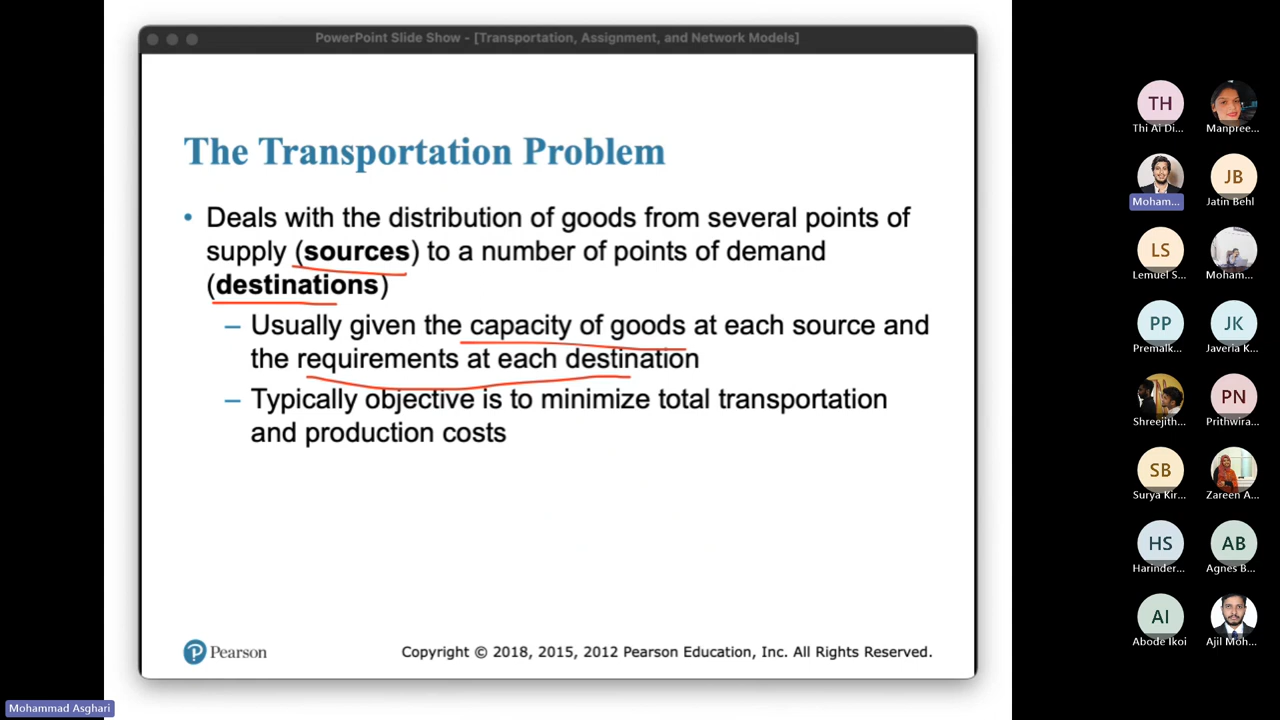 PowerPoint Slide Show - [Transportation, Assignment, and Network Models]
The Transportation Problem
• Deals with the distribution of goods from several points of
supply (sources) to a number of points of demand
(destinations)
– Usually given the capacity of goods at each source and
the requirements at each destination
– Typically objective is to minimize total transportation
and production costs
Pearson
Copyright © 2018, 2015, 2012 Pearson Education, Inc. All Rights Reserved.
TH
Thi Ai Di...
Manpree...
Moham...
JB
Jatin Behl
LS
Lemuel S...
Moham...
PP
Premalk...
JK
Javeria K...
Shreejith...
PN
Prithwira...
SB
Surya Kir...
Zareen A...
HS
Harinder...
AB
Agnes B...
AI
Abode Ikoi
Ajil Moh...
Mohammad Asghari